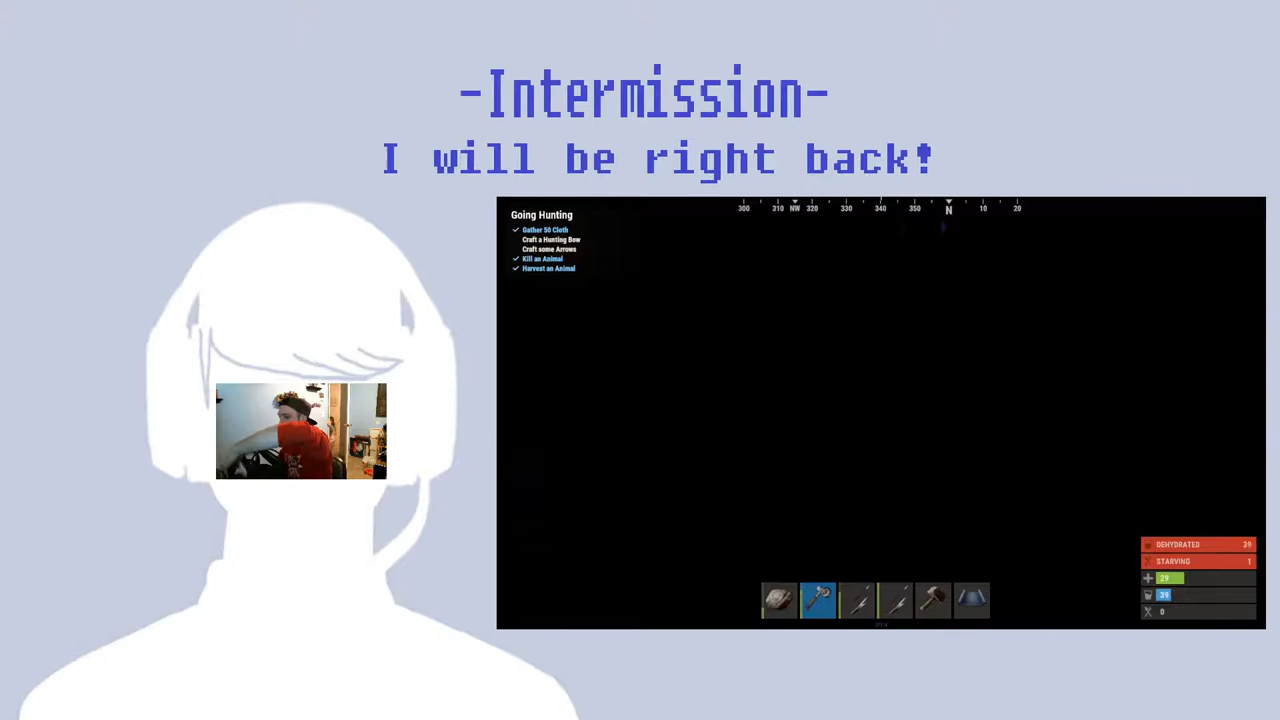 -Intermission-
I will be right back!
300 310 NW 320 330 340 350 N 10 20
Going Hunting
Gather 50 Cloth
Craft a Hunting Bow
Craft some Arrows
Kill an Animal
Harvest an Animal
DEHYDRATED 39
STARVING 1
29
39
0